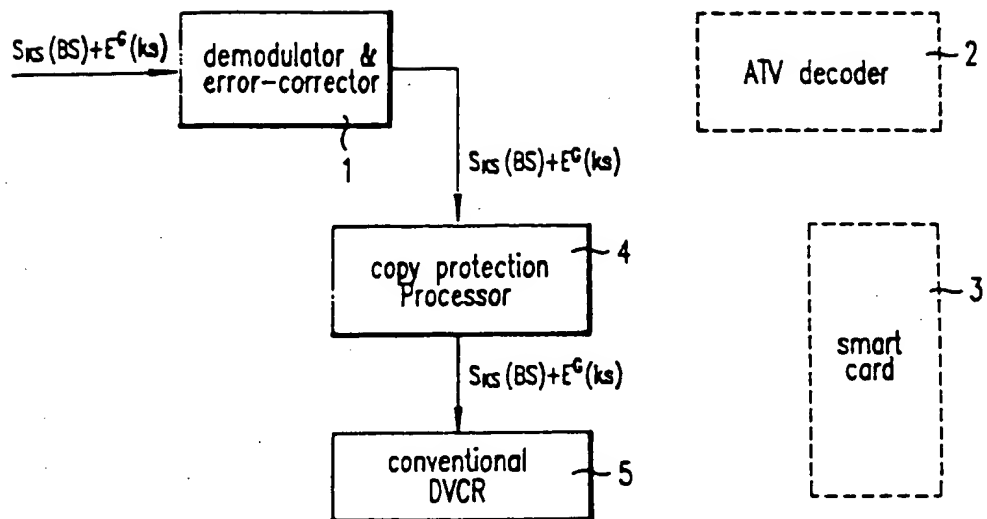 S_KS(BS)+E^G(ks)
demodulator &
error-corrector
1
ATV decoder
2
S_KS(BS)+E^G(ks)
copy protection
Processor
4
smart
card
3
S_KS(BS)+E^G(ks)
conventional
DVCR
5